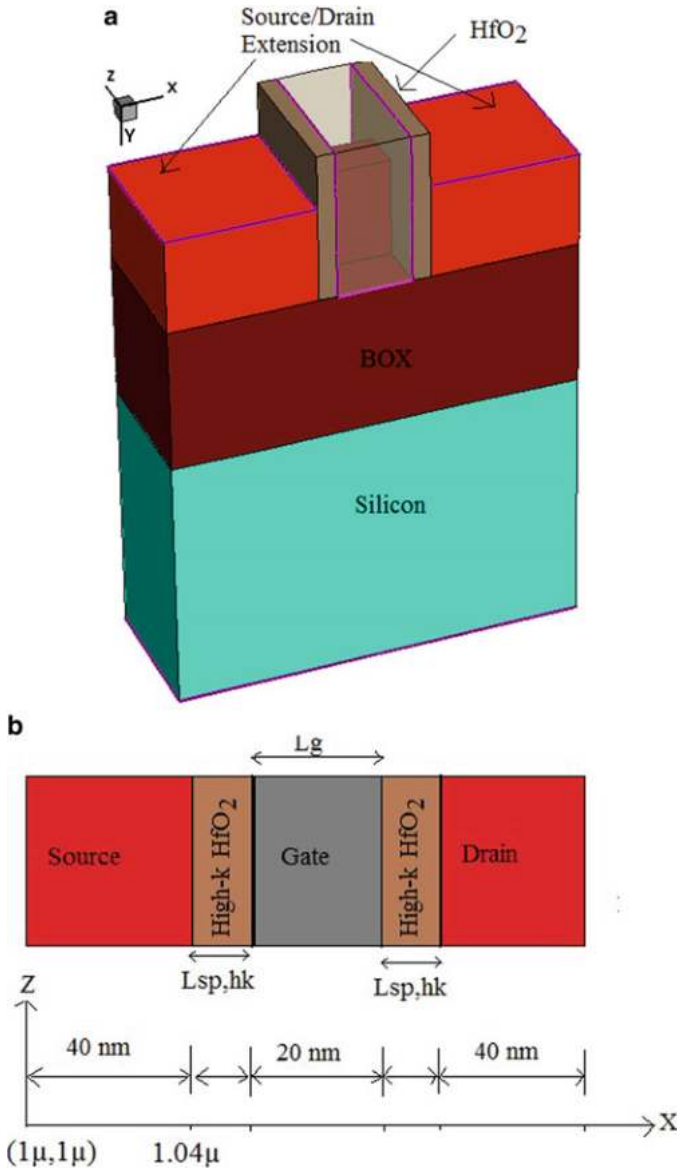 a
Source/Drain
Extension
HfO2
Z
X
Y
BOX
Silicon
b
Lg
Source
High-k HfO2
Gate
High-k HfO2
Drain
Lsp,hk
Lsp,hk
Z
40 nm
20 nm
40 nm
X
(1μ,1μ)
1.04μ